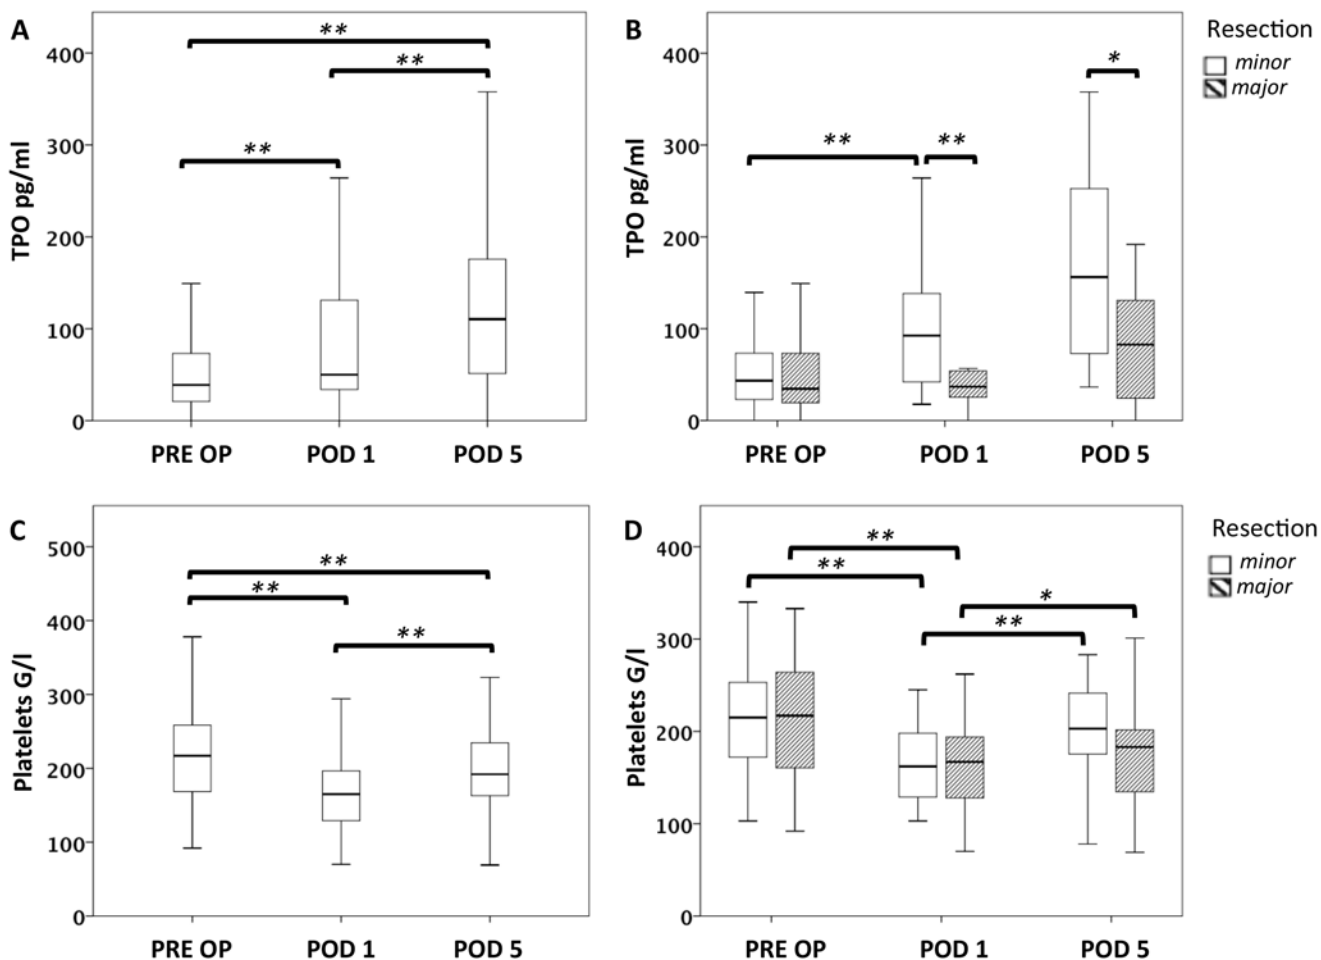 A
TPO pg/ml
400
300
200
100
0
**
**
**
PRE OP POD 1 POD 5
B
TPO pg/ml
400
300
200
100
0
**
**
*
PRE OP POD 1 POD 5
Resection
minor
major
C
Platelets G/l
500
400
300
200
100
0
**
**
**
PRE OP POD 1 POD 5
D
Platelets G/l
400
300
200
100
0
**
**
*
**
PRE OP POD 1 POD 5
Resection
minor
major